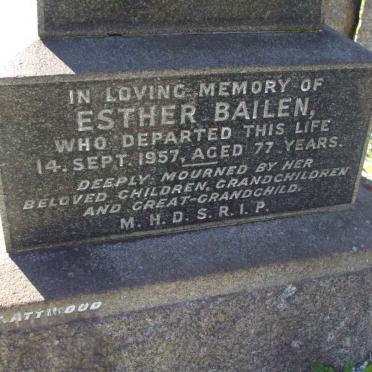 IN LOVING MEMORY OF
ESTHER BAILEN,
WHO DEPARTED THIS LIFE
14. SEPT. 1957, AGED 77 YEARS.
DEEPLY MOURNED BY HER
BELOVED CHILDREN, GRANDCHILDREN
AND GREAT-GRANDCHILD.
M. H. D. S. R. I. P.
ATTWOOD